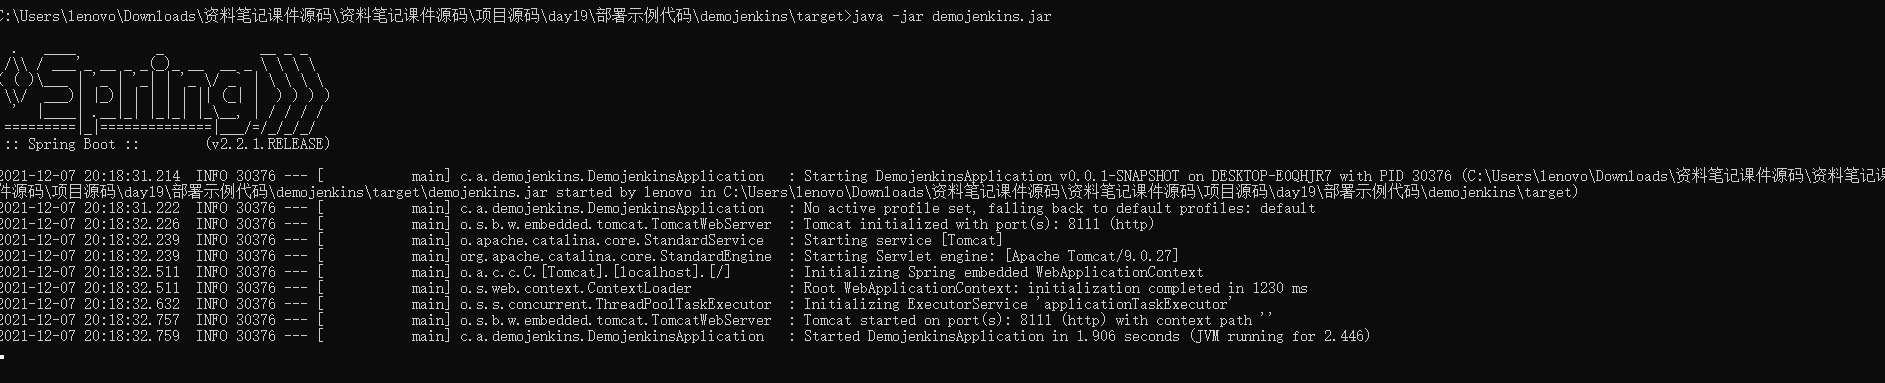 C:\Users\lenovo\Downloads\资料笔记课件源码\资料笔记课件源码\项目源码\day19\部署示例代码\demojenkins\target>java -jar demojenkins.jar
  .   ____          _            __ _ _
 /\\ / ___'_ __ _ _(_)_ __  __ _ \ \ \ \
( ( )\___ | '_ | '_| | '_ \/ _` | \ \ \ \
 \\/  ___)| |_)| | | | | || (_| |  ) ) ) )
  '  |____| .__|_| |_|_| |_\__, | / / / /
 =========|_|==============|___/=/_/_/_/
 :: Spring Boot ::        (v2.2.1.RELEASE)
2021-12-07 20:18:31.214  INFO 30376 --- [           main] c.a.demojenkins.DemojenkinsApplication   : Starting DemojenkinsApplication v0.0.1-SNAPSHOT on DESKTOP-E0QHJR7 with PID 30376 (C:\Users\lenovo\Downloads\资料笔记课件源码\资料笔记课
件源码\项目源码\day19\部署示例代码\demojenkins\target\demojenkins.jar started by lenovo in C:\Users\lenovo\Downloads\资料笔记课件源码\资料笔记课件源码\项目源码\day19\部署示例代码\demojenkins\target)
2021-12-07 20:18:31.222  INFO 30376 --- [           main] c.a.demojenkins.DemojenkinsApplication   : No active profile set, falling back to default profiles: default
2021-12-07 20:18:32.226  INFO 30376 --- [           main] o.s.b.w.embedded.tomcat.TomcatWebServer  : Tomcat initialized with port(s): 8111 (http)
2021-12-07 20:18:32.239  INFO 30376 --- [           main] o.apache.catalina.core.StandardService   : Starting service [Tomcat]
2021-12-07 20:18:32.239  INFO 30376 --- [           main] org.apache.catalina.core.StandardEngine  : Starting Servlet engine: [Apache Tomcat/9.0.27]
2021-12-07 20:18:32.511  INFO 30376 --- [           main] o.a.c.c.C.[Tomcat].[localhost].[/]       : Initializing Spring embedded WebApplicationContext
2021-12-07 20:18:32.511  INFO 30376 --- [           main] o.s.web.context.ContextLoader            : Root WebApplicationContext: initialization completed in 1230 ms
2021-12-07 20:18:32.632  INFO 30376 --- [           main] o.s.s.concurrent.ThreadPoolTaskExecutor  : Initializing ExecutorService 'applicationTaskExecutor'
2021-12-07 20:18:32.757  INFO 30376 --- [           main] o.s.b.w.embedded.tomcat.TomcatWebServer  : Tomcat started on port(s): 8111 (http) with context path ''
2021-12-07 20:18:32.759  INFO 30376 --- [           main] c.a.demojenkins.DemojenkinsApplication   : Started DemojenkinsApplication in 1.906 seconds (JVM running for 2.446)